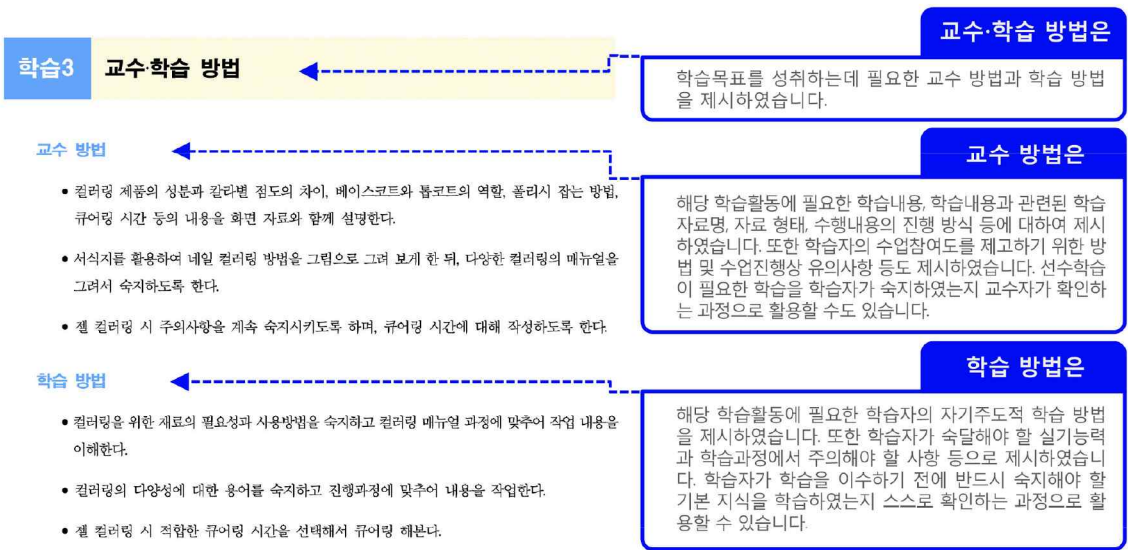 학습3 교수·학습 방법
교수·학습 방법은
학습목표를 성취하는데 필요한 교수 방법과 학습 방법
을 제시하였습니다.
교수 방법
• 컬러링 제품의 성분과 칼라별 점도의 차이, 베이스코트와 톱코트의 역할, 폴리시 잡는 방법,
큐어링 시간 등의 내용을 화면 자료와 함께 설명한다.
• 서식지를 활용하여 네일 컬러링 방법을 그림으로 그려 보게 한 뒤, 다양한 컬러링의 매뉴얼을
그려서 숙지하도록 한다.
• 젤 컬러링 시 주의사항을 계속 숙지시키도록 하며, 큐어링 시간에 대해 작성하도록 한다.
교수 방법은
해당 학습활동에 필요한 학습내용, 학습내용과 관련된 학습
자료명, 자료 형태, 수행내용의 진행 방식 등에 대하여 제시
하였습니다. 또한 학습자의 수업참여도를 제고하기 위한 방
법 및 수업진행상 유의사항 등도 제시하였습니다. 선수학습
이 필요한 학습을 학습자가 숙지하였는지 교수자가 확인하
는 과정으로 활용할 수도 있습니다.
학습 방법
• 컬러링을 위한 재료의 필요성과 사용방법을 숙지하고 컬러링 매뉴얼 과정에 맞추어 작업 내용을
이해한다.
• 컬러링의 다양성에 대한 용어를 숙지하고 진행과정에 맞추어 내용을 작업한다.
• 젤 컬러링 시 적합한 큐어링 시간을 선택해서 큐어링 해본다.
학습 방법은
해당 학습활동에 필요한 학습자의 자기주도적 학습 방법
을 제시하였습니다. 또한 학습자가 숙달해야 할 실기능력
과 학습과정에서 주의해야 할 사항 등으로 제시하였습니
다. 학습자가 학습을 이수하기 전에 반드시 숙지해야 할
기본 지식을 학습하였는지 스스로 확인하는 과정으로 활
용할 수 있습니다.